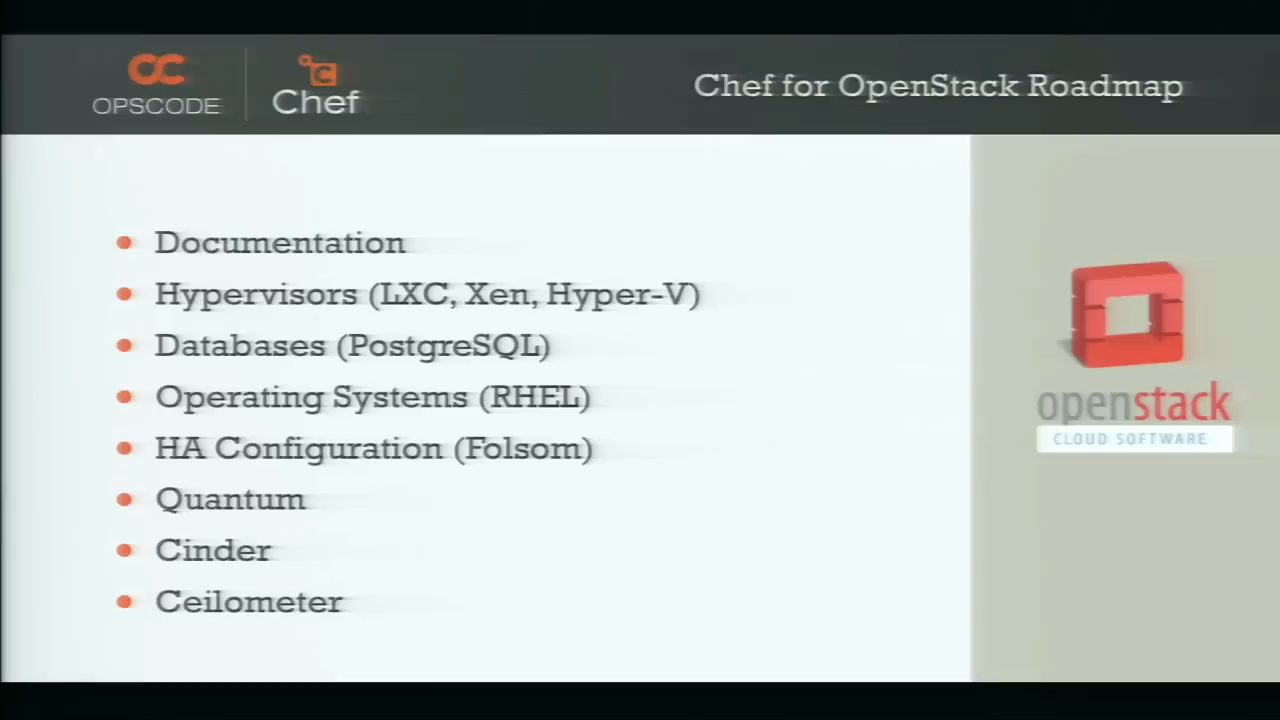 OPSCODE
Chef
Chef for OpenStack Roadmap
Documentation
Hypervisors (LXC, Xen, Hyper-V)
Databases (PostgreSQL)
Operating Systems (RHEL)
HA Configuration (Folsom)
Quantum
Cinder
Ceilometer
openstack
CLOUD SOFTWARE